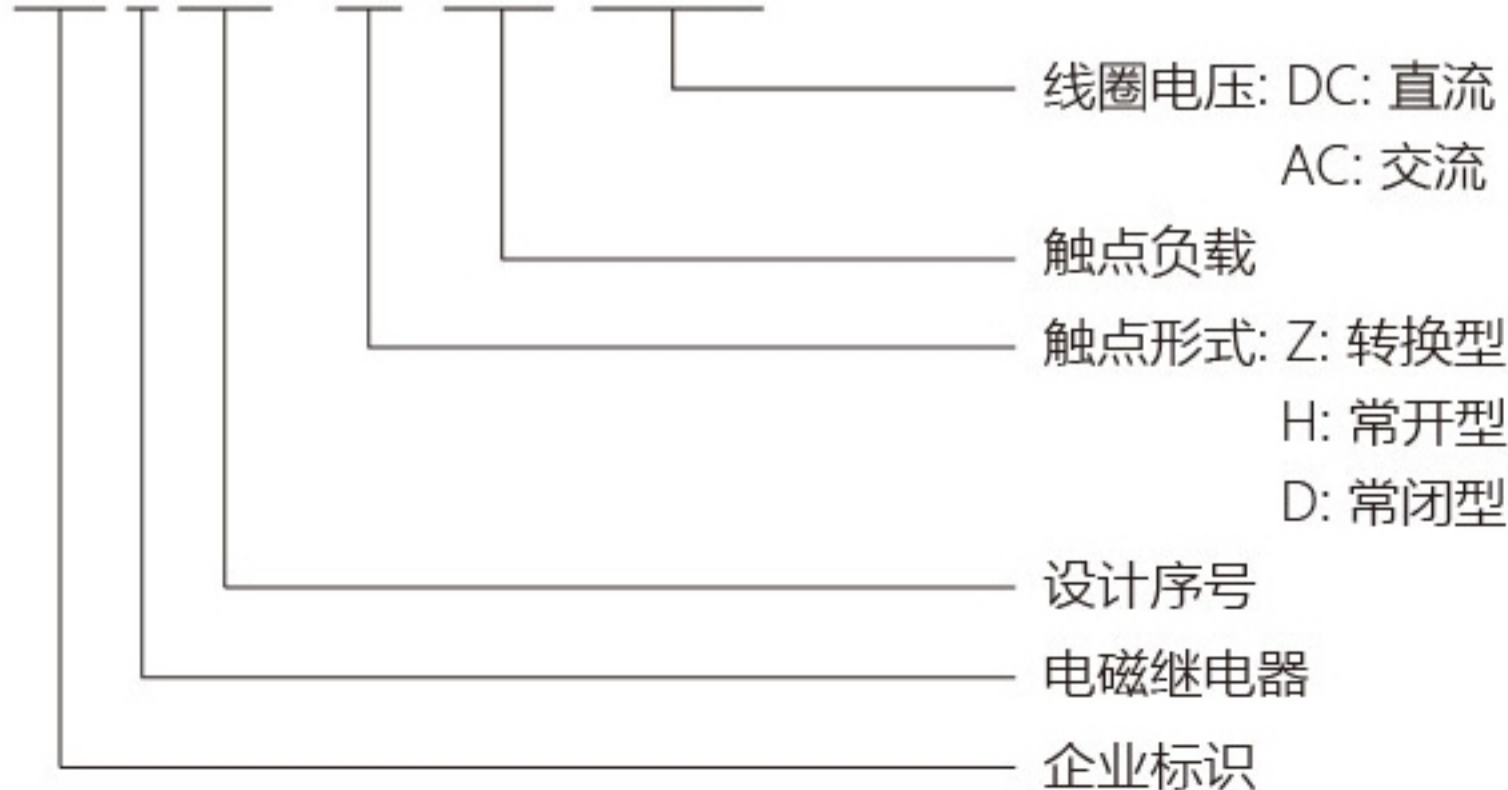 线圈电压: DC: 直流
AC: 交流
触点负载
触点形式: Z: 转换型
H: 常开型
D: 常闭型
设计序号
电磁继电器
企业标识